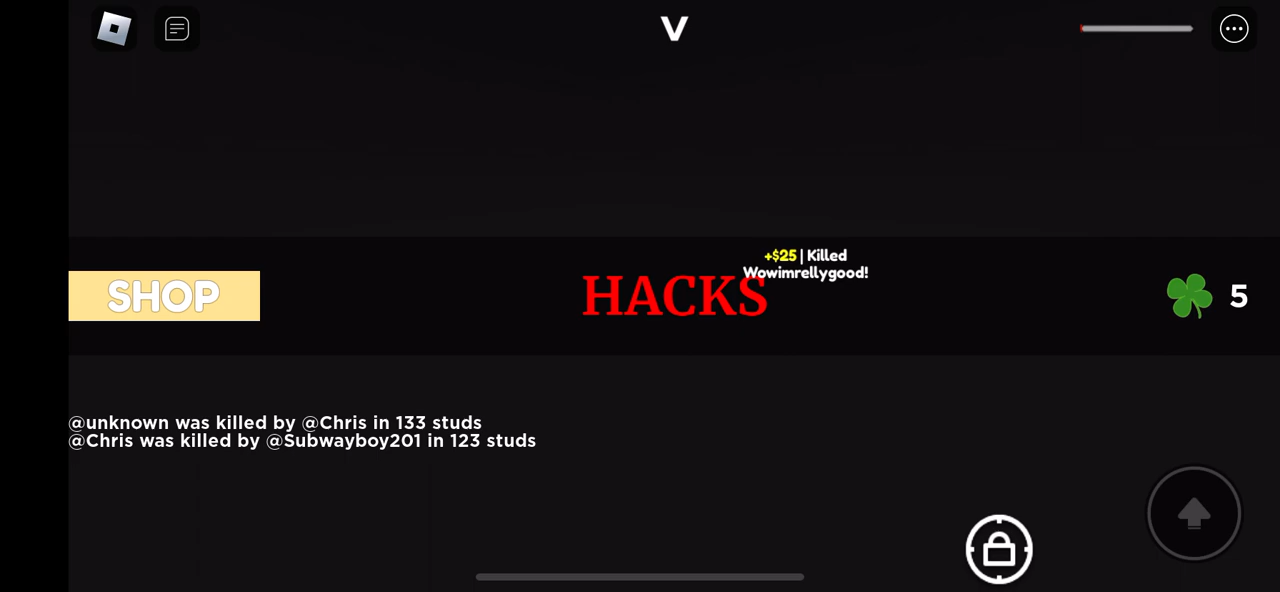 V
+$25 | Killed
Wowimrellygood!
SHOP
HACKS
5
@unknown was killed by @Chris in 133 studs
@Chris was killed by @Subwayboy201 in 123 studs